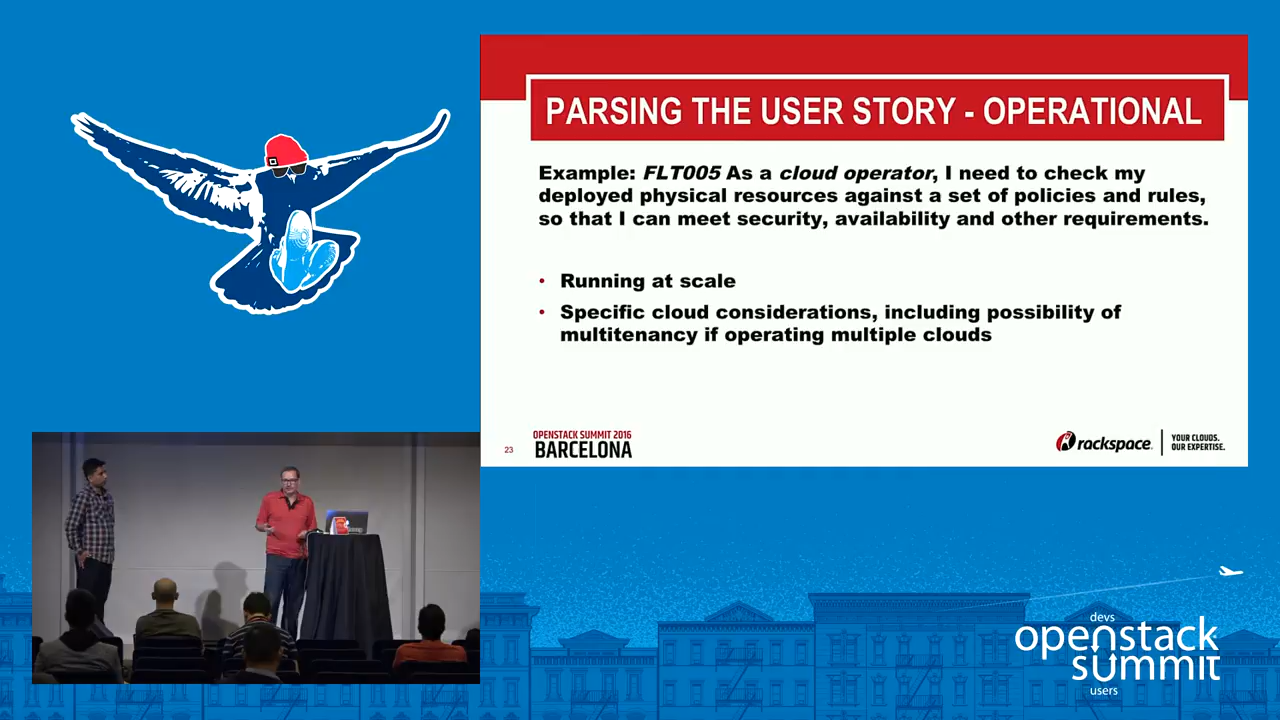 PARSING THE USER STORY - OPERATIONAL
Example: FLT005 As a cloud operator, I need to check my
deployed physical resources against a set of policies and rules,
so that I can meet security, availability and other requirements.
• Running at scale
• Specific cloud considerations, including possibility of
multitenancy if operating multiple clouds
23
OPENSTACK SUMMIT 2016
BARCELONA
rackspace.
YOUR CLOUDS.
OUR EXPERTISE.
devs
openstack
summit
users